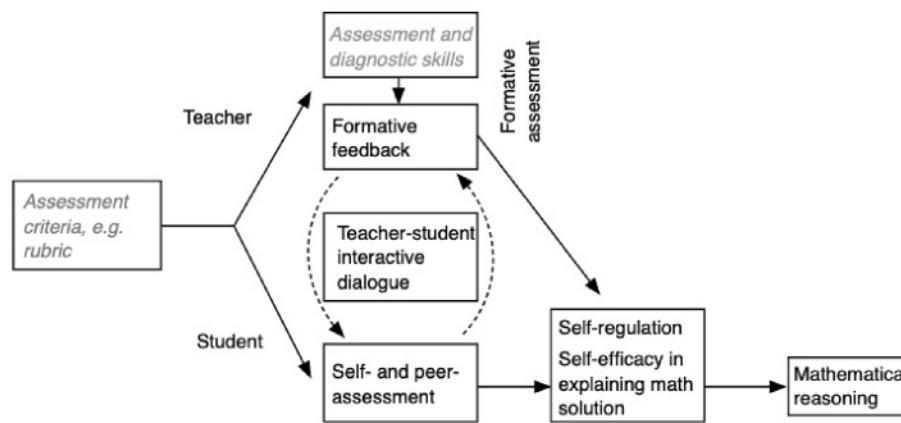 Assessment and
diagnostic skills
Formative
assessment
Teacher
Formative
feedback
Assessment
criteria, e.g.
rubric
Teacher-student
interactive
dialogue
Student
Self- and peer-
assessment
Self-regulation
Self-efficacy in
explaining math
solution
Mathematical
reasoning